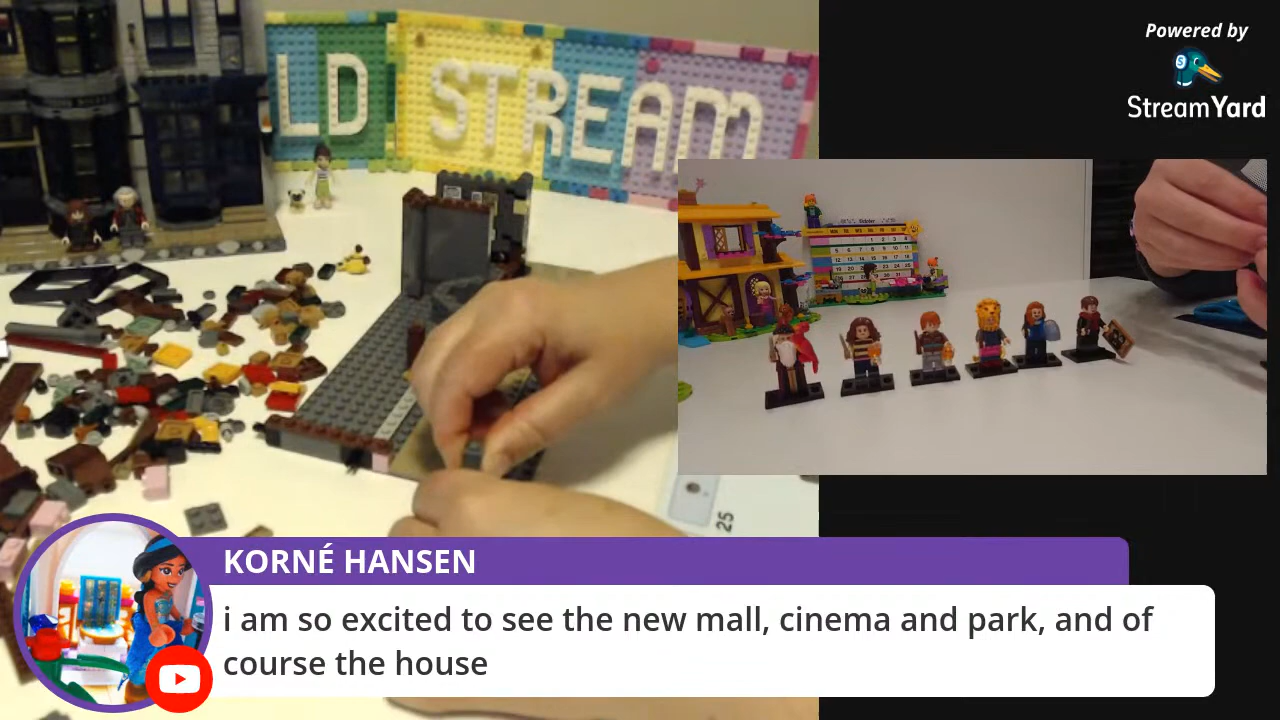 LD STREAM
Powered by
StreamYard
25
KORNÉ HANSEN
i am so excited to see the new mall, cinema and park, and of
course the house